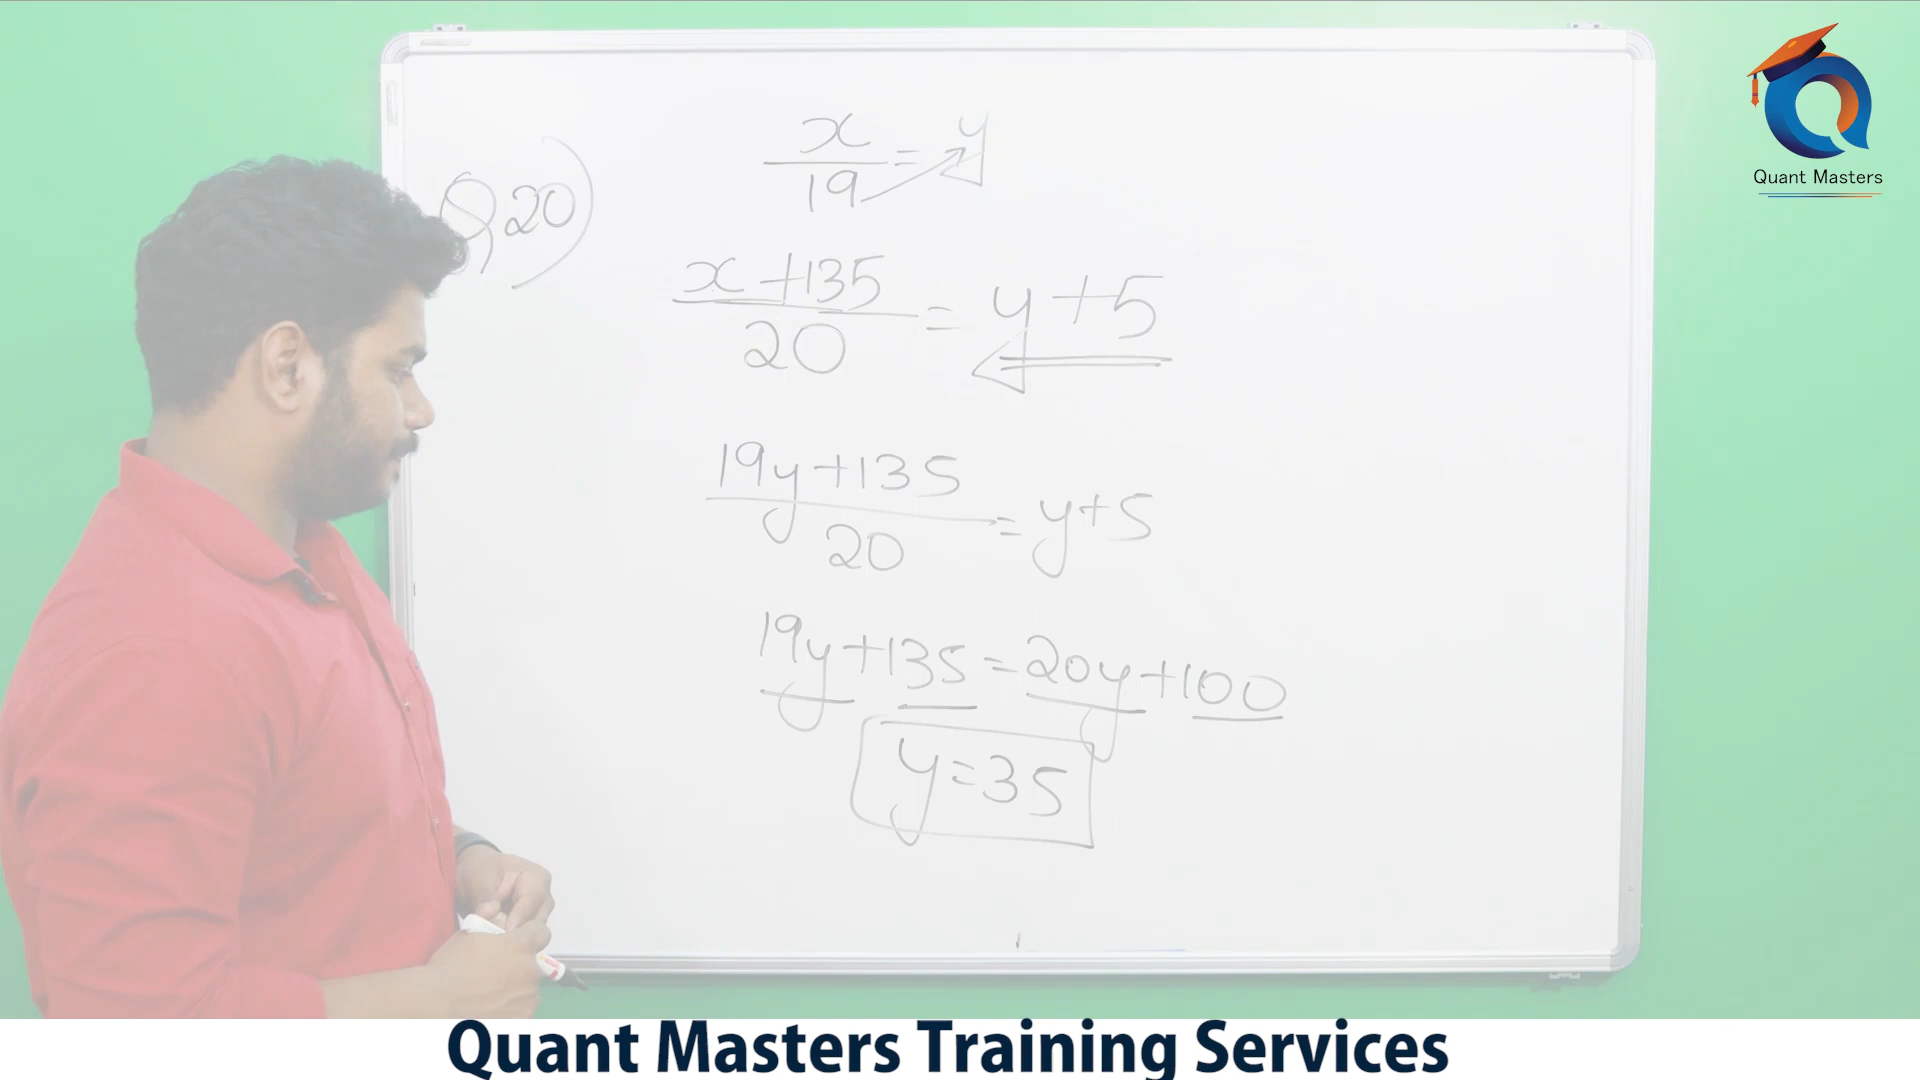 Q 20)
x
19 = y
x + 135
20 = y + 5
19y + 135
20 = y + 5
19y + 135 = 20y + 100
y = 35
Quant Masters
Quant Masters Training Services